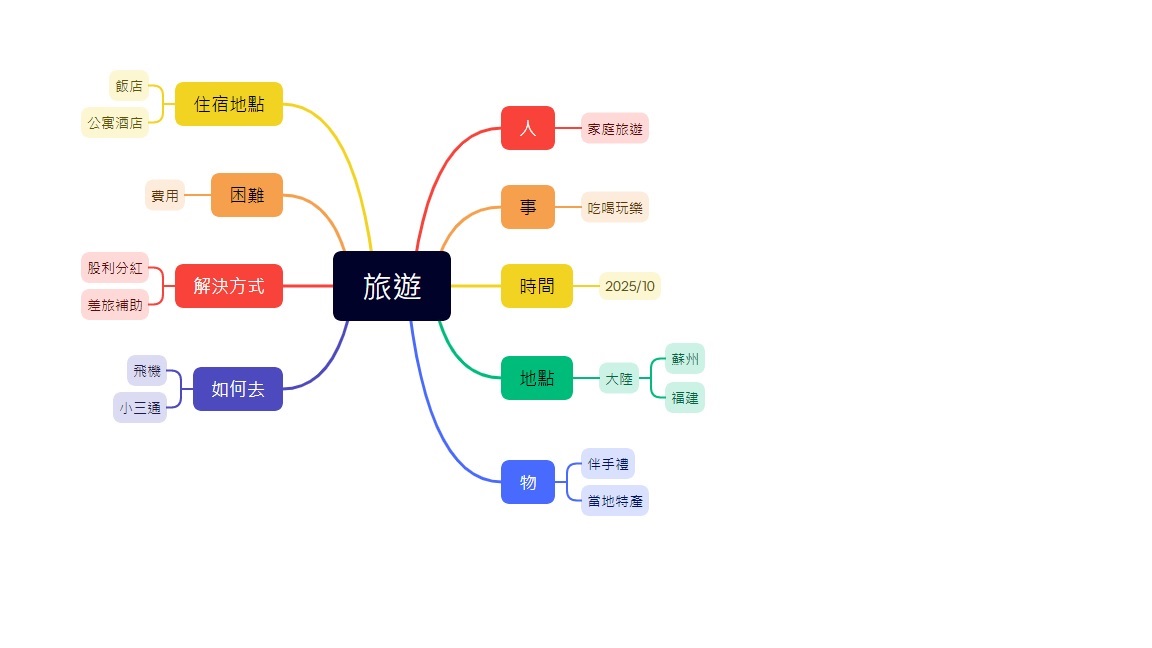 旅遊
人
家庭旅遊
事
吃喝玩樂
時間
2025/10
地點
大陸
蘇州
福建
物
伴手禮
當地特產
住宿地點
飯店
公寓酒店
困難
費用
解決方式
股利分紅
差旅補助
如何去
飛機
小三通